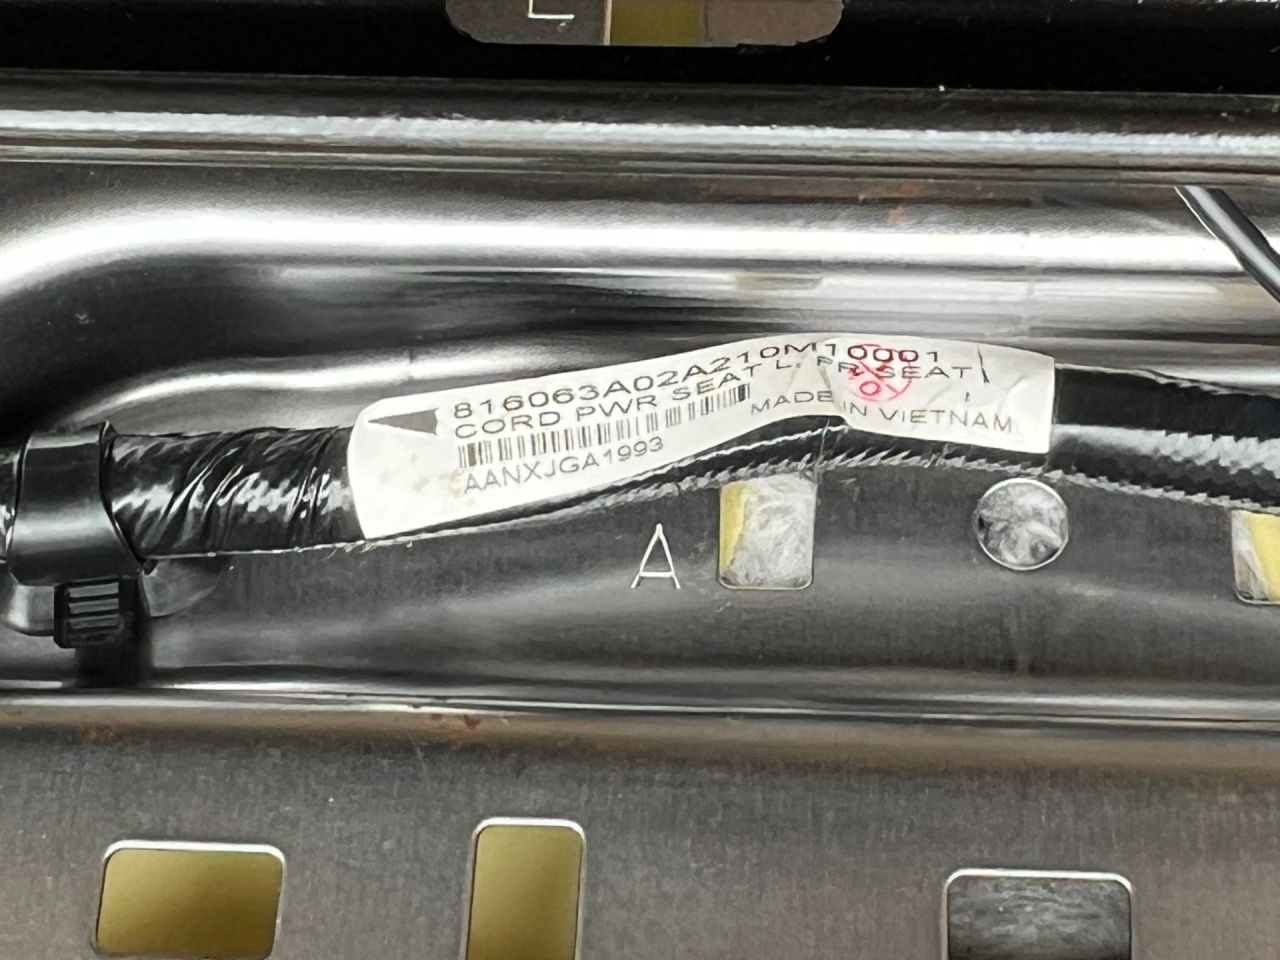 816063A02A210M10001
CORD PWR SEAT L. FR SEAT
MADE IN VIETNAM
AANXJGA1993
A